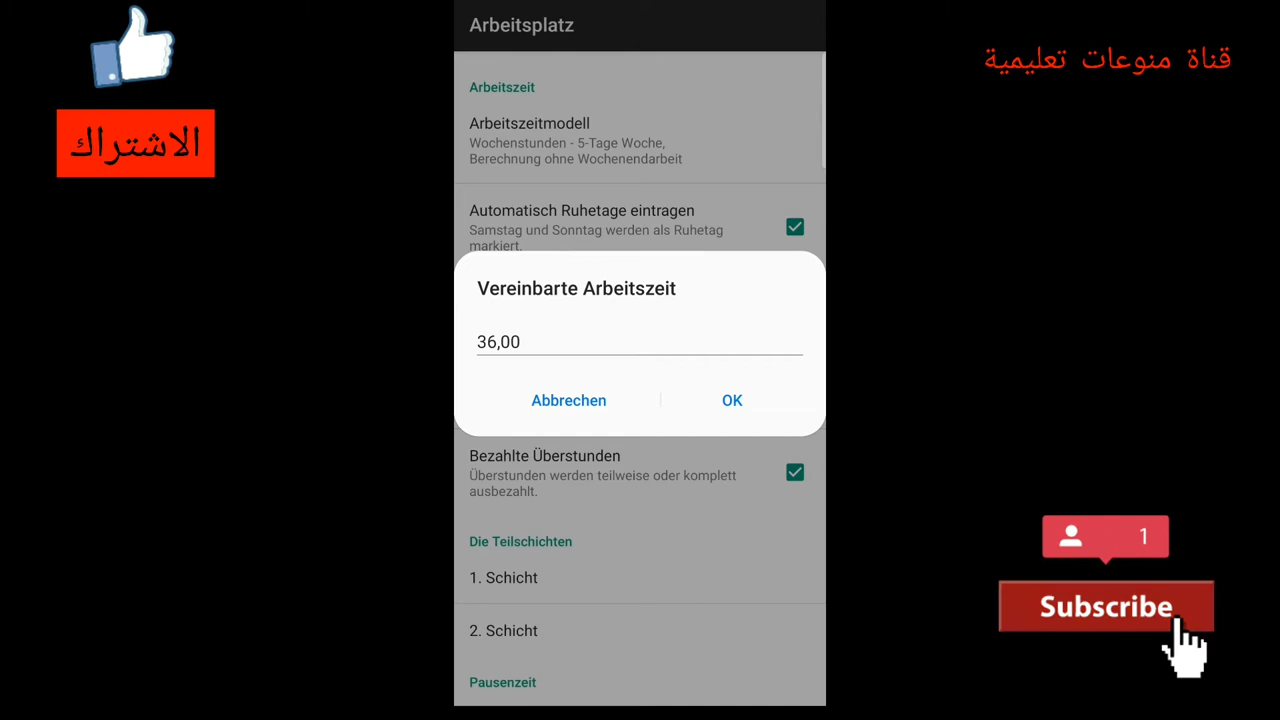 Arbeitsplatz
قناة منوعات تعليمية
الاشتراك
Arbeitszeit
Arbeitszeitmodell
Wochenstunden - 5-Tage Woche,
Berechnung ohne Wochenendarbeit
Automatisch Ruhetage eintragen
Samstag und Sonntag werden als Ruhetag
markiert.
Vereinbarte Arbeitszeit
36,00
Abbrechen
OK
Bezahlte Überstunden
Überstunden werden teilweise oder komplett
ausbezahlt.
Die Teilschichten
1. Schicht
2. Schicht
Pausenzeit
1
Subscribe